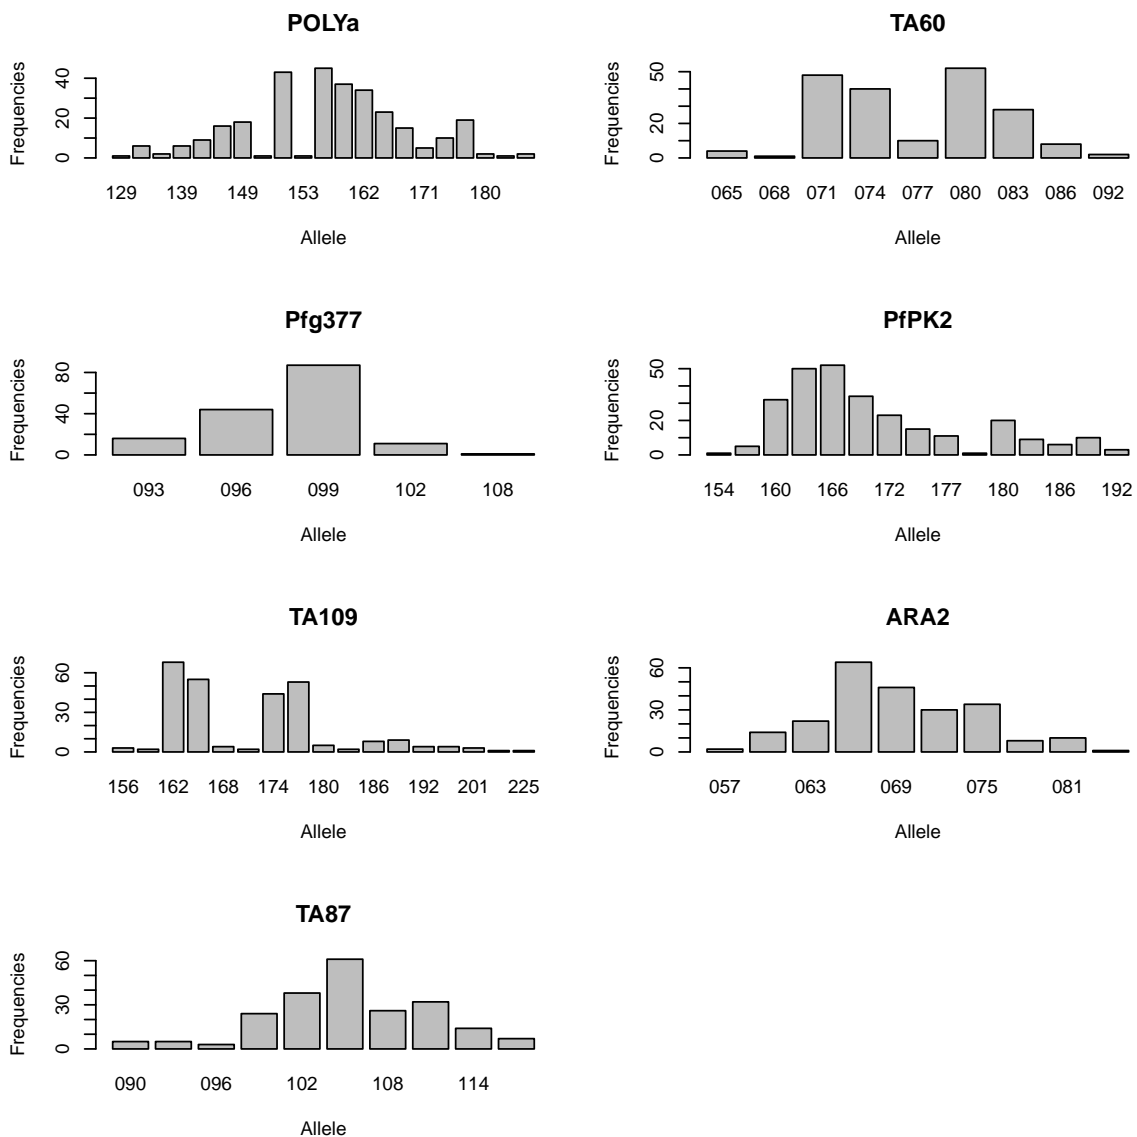 POLYa
Frequencies
0 20 40
129 139 149 153 162 171 180
Allele
TA60
Frequencies
0 20 50
065 068 071 074 077 080 083 086 092
Allele
Pfg377
Frequencies
0 40 80
093 096 099 102 108
Allele
PfPK2
Frequencies
0 20 50
154 160 166 172 177 180 186 192
Allele
TA109
Frequencies
0 30 60
156 162 168 174 180 186 192 201 225
Allele
ARA2
Frequencies
0 30 60
057 063 069 075 081
Allele
TA87
Frequencies
0 30 60
090 096 102 108 114
Allele